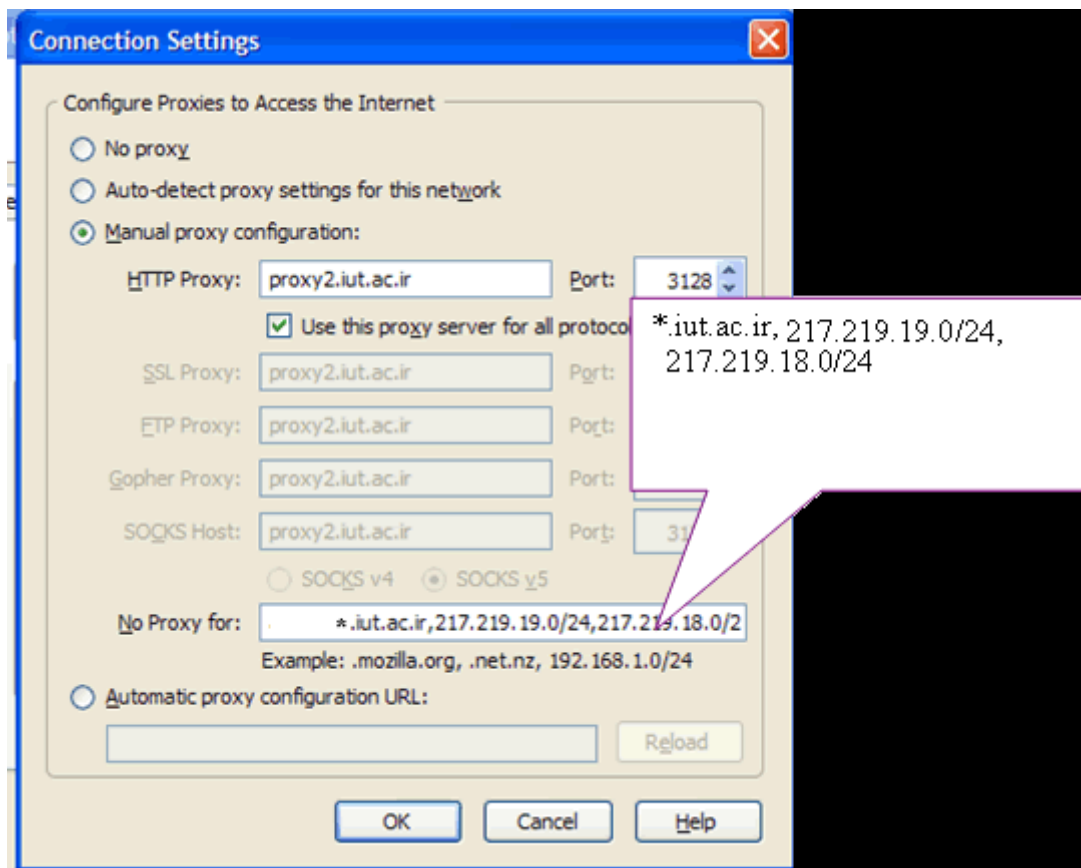 Connection Settings
Configure Proxies to Access the Internet
No proxy
Auto-detect proxy settings for this network
Manual proxy configuration:
HTTP Proxy: proxy2.iut.ac.ir Port: 3128
Use this proxy server for all protocol
SSL Proxy: proxy2.iut.ac.ir Port:
FTP Proxy: proxy2.iut.ac.ir Port:
Gopher Proxy: proxy2.iut.ac.ir Port:
SOCKS Host: proxy2.iut.ac.ir Port: 31
SOCKS v4 SOCKS v5
No Proxy for: *.iut.ac.ir,217.219.19.0/24,217.219.18.0/2
Example: .mozilla.org, .net.nz, 192.168.1.0/24
Automatic proxy configuration URL:
Reload
OK Cancel Help
*.iut.ac.ir, 217.219.19.0/24,
217.219.18.0/24